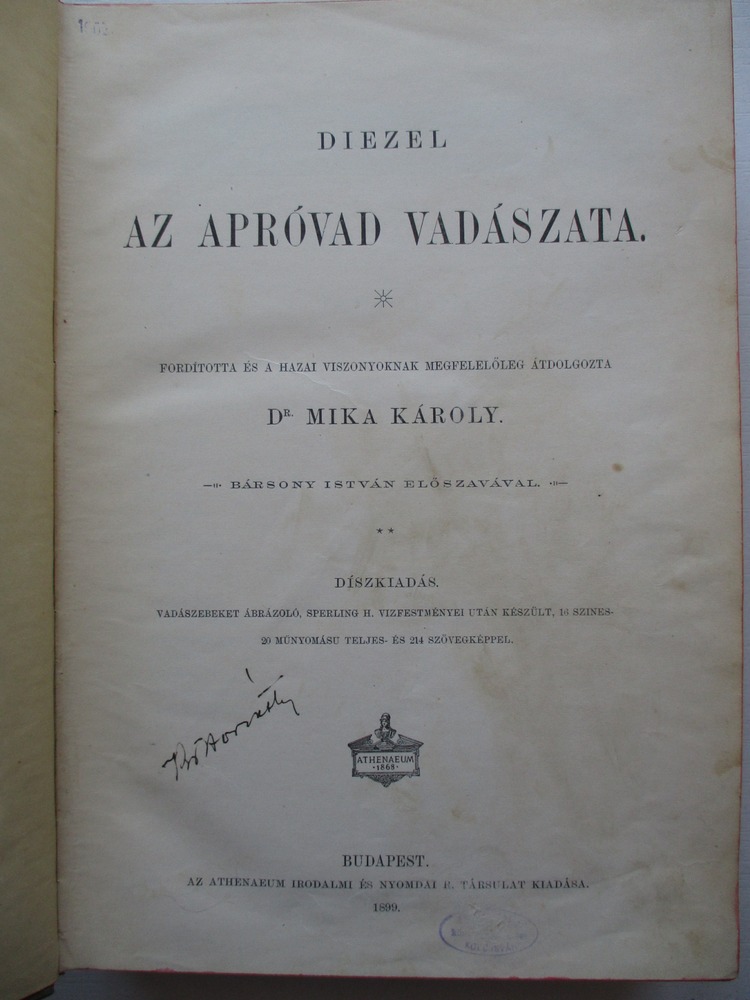 DIEZEL
AZ APRÓVAD VADÁSZATA.
FORDÍTOTTA ÉS A HAZAI VISZONYOKNAK MEGFELELŐLEG ÁTDOLGOZTA
DR. MIKA KÁROLY.
BÁRSONY ISTVÁN ELŐSZAVÁVAL.
DÍSZKIADÁS.
VADÁSZEBEKET ÁBRÁZOLÓ, SPERLING H. VIZFESTMÉNYEI UTÁN KÉSZÜLT, 16 SZINES-
20 MŰNYOMÁSU TELJES- ÉS 214 SZÖVEGKÉPPEL.
ATHENAEUM
·1868·
BUDAPEST.
AZ ATHENAEUM IRODALMI ÉS NYOMDAI R. TÁRSULAT KIADÁSA.
1899.